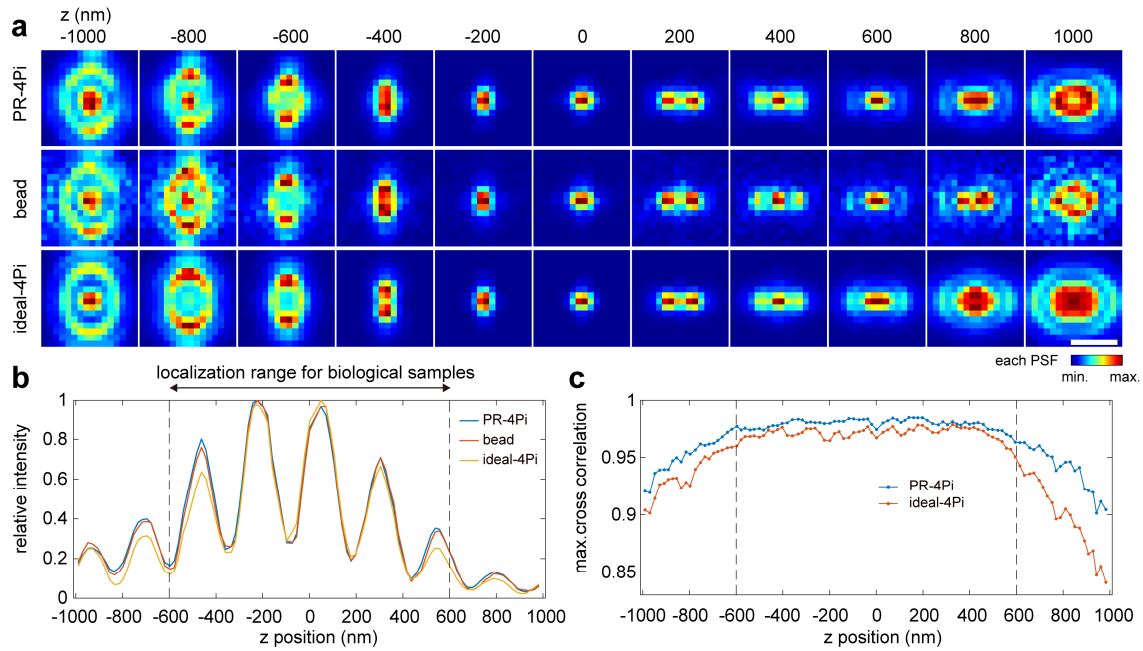 z (nm)
a
-1000 -800 -600 -400 -200 0 200 400 600 800 1000
PR-4Pi
bead
ideal-4Pi
each PSF
min. max.
b
localization range for biological samples
relative intensity
1
0.8
0.6
0.4
0.2
0
PR-4Pi
bead
ideal-4Pi
-1000 -800 -600 -400 -200 0 200 400 600 800 1000
z position (nm)
c
max.cross correlation
1
0.95
0.9
0.85
PR-4Pi
ideal-4Pi
-1000 -800 -600 -400 -200 0 200 400 600 800 1000
z position (nm)